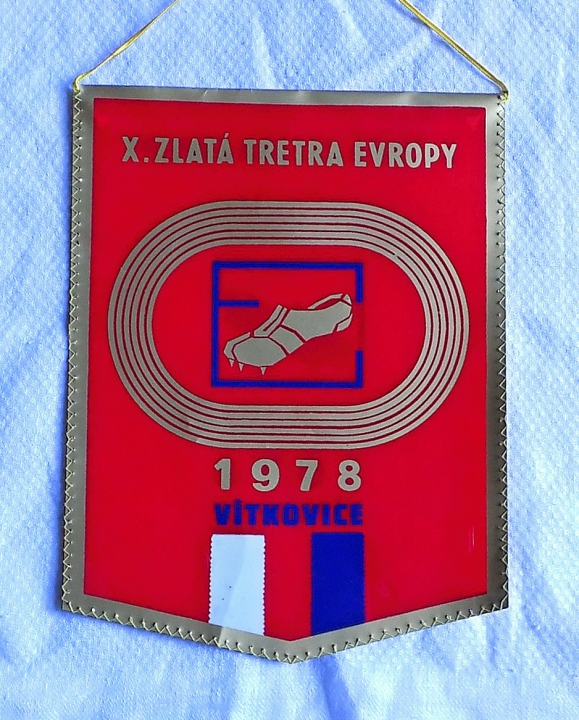 X. ZLATÁ TRETRA EVROPY
1978
VÍTKOVICE